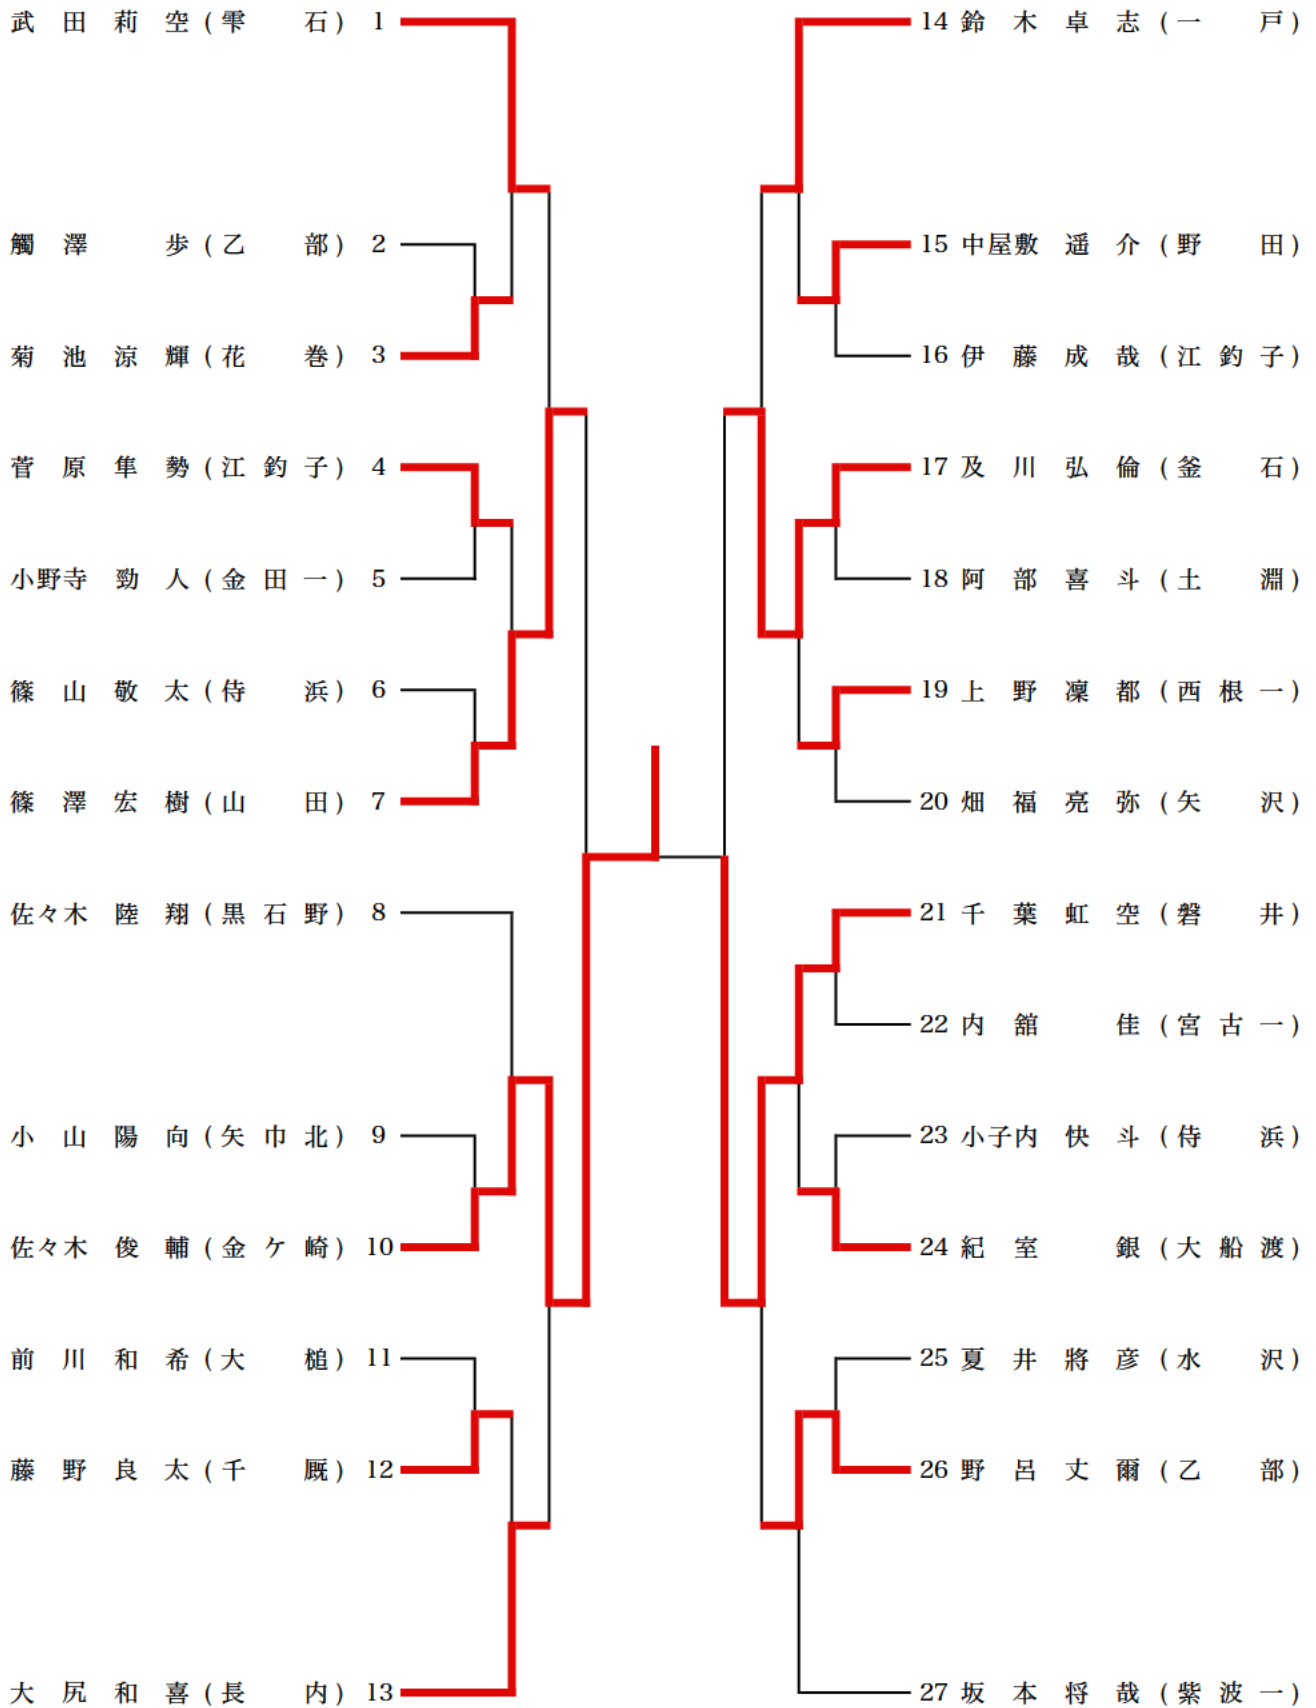 武田莉空(雫石) 1
觸澤歩(乙部) 2
菊池涼輝(花巻) 3
菅原隼勢(江釣子) 4
小野寺勁人(金田一) 5
篠山敬太(侍浜) 6
篠澤宏樹(山田) 7
佐々木陸翔(黒石野) 8
小山陽向(矢巾北) 9
佐々木俊輔(金ケ崎) 10
前川和希(大槌) 11
藤野良太(千厩) 12
大尻和喜(長内) 13
14 鈴木卓志(一戸)
15 中屋敷遥介(野田)
16 伊藤成哉(江釣子)
17 及川弘倫(釜石)
18 阿部喜斗(土淵)
19 上野凜都(西根一)
20 畑福亮弥(矢沢)
21 千葉虹空(磐井)
22 内舘佳(宮古一)
23 小子内快斗(侍浜)
24 紀室銀(大船渡)
25 夏井將彦(水沢)
26 野呂丈爾(乙部)
27 坂本将哉(紫波一)